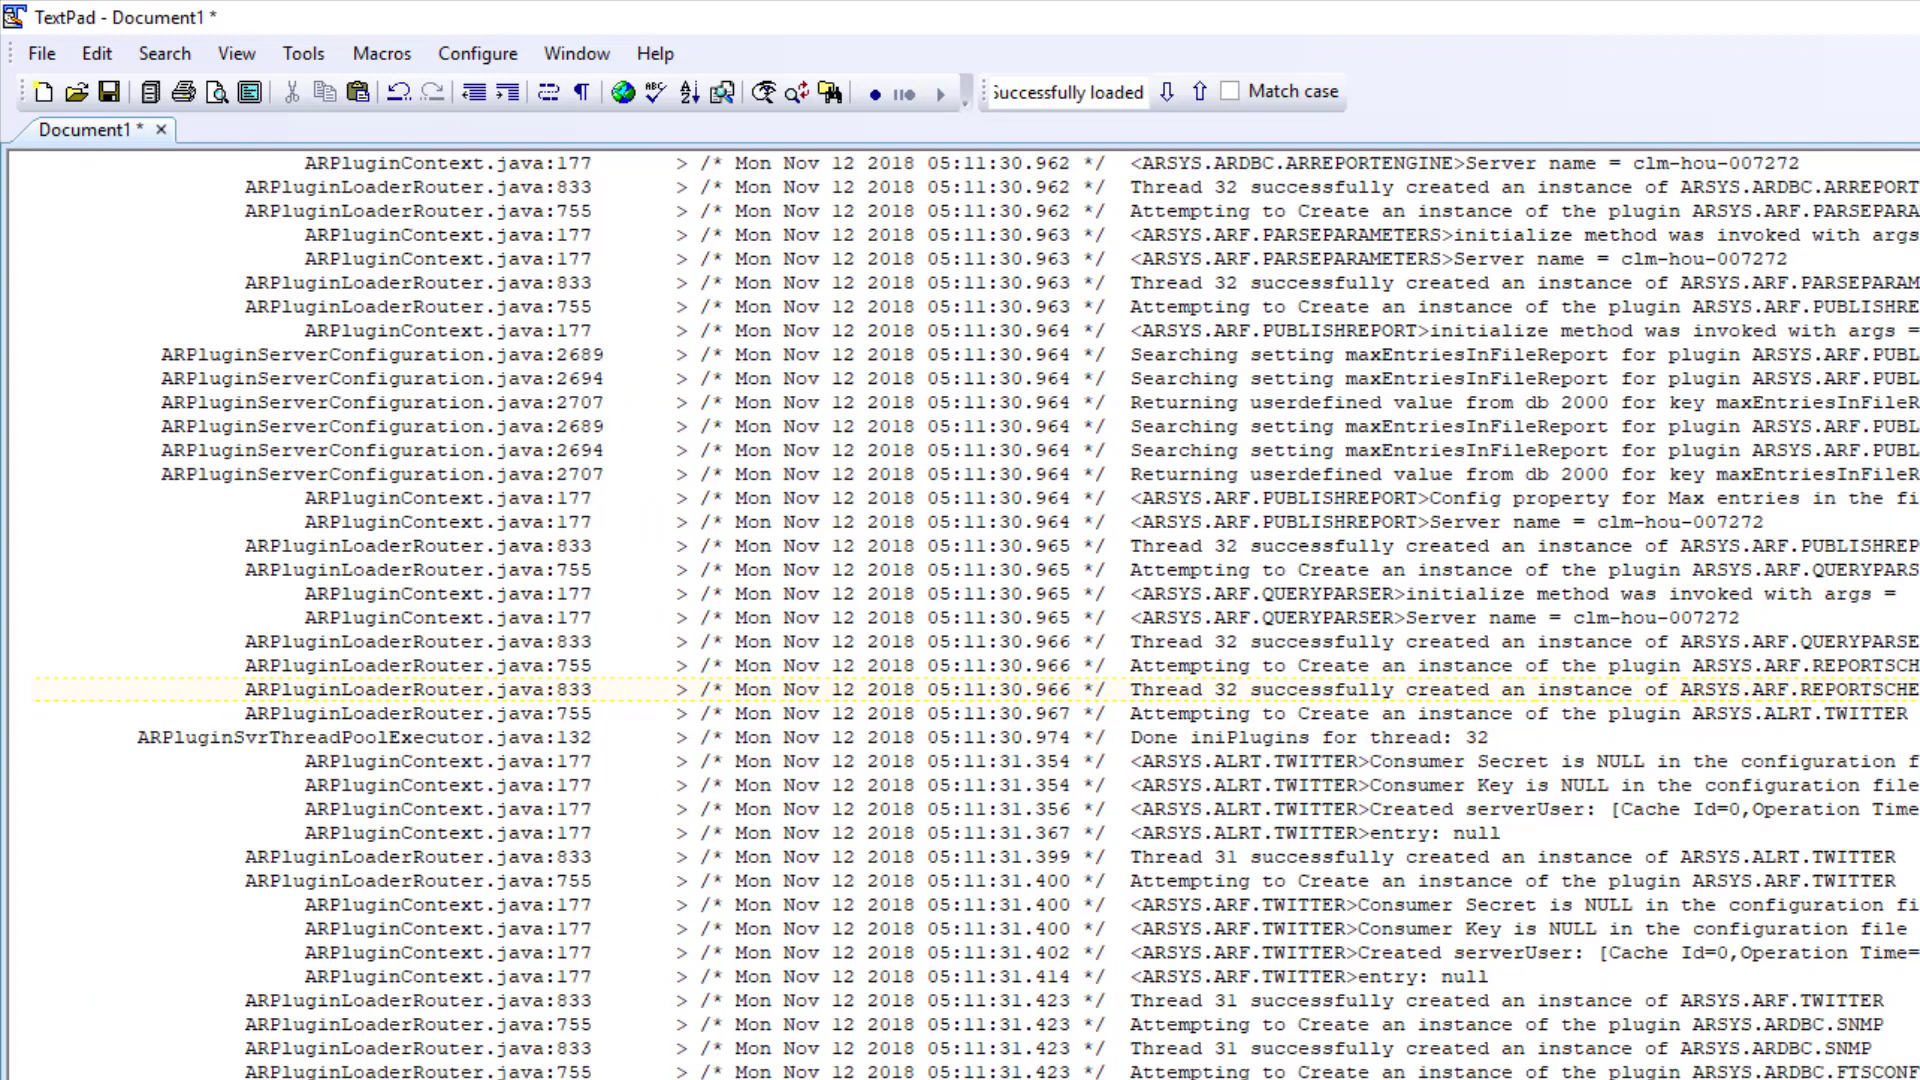 TextPad - Document1 *
File Edit Search View Tools Macros Configure Window Help
Successfully loaded Match case
Document1 *
ARPluginContext.java:177 > /* Mon Nov 12 2018 05:11:30.962 */ <ARSYS.ARDBC.ARREPORTENGINE>Server name = clm-hou-007272
ARPluginLoaderRouter.java:833 > /* Mon Nov 12 2018 05:11:30.962 */ Thread 32 successfully created an instance of ARSYS.ARDBC.ARREPORT
ARPluginLoaderRouter.java:755 > /* Mon Nov 12 2018 05:11:30.962 */ Attempting to Create an instance of the plugin ARSYS.ARF.PARSEPARA
ARPluginContext.java:177 > /* Mon Nov 12 2018 05:11:30.963 */ <ARSYS.ARF.PARSEPARAMETERS>initialize method was invoked with args
ARPluginContext.java:177 > /* Mon Nov 12 2018 05:11:30.963 */ <ARSYS.ARF.PARSEPARAMETERS>Server name = clm-hou-007272
ARPluginLoaderRouter.java:833 > /* Mon Nov 12 2018 05:11:30.963 */ Thread 32 successfully created an instance of ARSYS.ARF.PARSEPARAM
ARPluginLoaderRouter.java:755 > /* Mon Nov 12 2018 05:11:30.963 */ Attempting to Create an instance of the plugin ARSYS.ARF.PUBLISHRE
ARPluginContext.java:177 > /* Mon Nov 12 2018 05:11:30.964 */ <ARSYS.ARF.PUBLISHREPORT>initialize method was invoked with args =
ARPluginServerConfiguration.java:2689 > /* Mon Nov 12 2018 05:11:30.964 */ Searching setting maxEntriesInFileReport for plugin ARSYS.ARF.PUBL
ARPluginServerConfiguration.java:2694 > /* Mon Nov 12 2018 05:11:30.964 */ Searching setting maxEntriesInFileReport for plugin ARSYS.ARF.PUBL
ARPluginServerConfiguration.java:2707 > /* Mon Nov 12 2018 05:11:30.964 */ Returning userdefined value from db 2000 for key maxEntriesInFileR
ARPluginServerConfiguration.java:2689 > /* Mon Nov 12 2018 05:11:30.964 */ Searching setting maxEntriesInFileReport for plugin ARSYS.ARF.PUBL
ARPluginServerConfiguration.java:2694 > /* Mon Nov 12 2018 05:11:30.964 */ Searching setting maxEntriesInFileReport for plugin ARSYS.ARF.PUBL
ARPluginServerConfiguration.java:2707 > /* Mon Nov 12 2018 05:11:30.964 */ Returning userdefined value from db 2000 for key maxEntriesInFileR
ARPluginContext.java:177 > /* Mon Nov 12 2018 05:11:30.964 */ <ARSYS.ARF.PUBLISHREPORT>Config property for Max entries in the fi
ARPluginContext.java:177 > /* Mon Nov 12 2018 05:11:30.964 */ <ARSYS.ARF.PUBLISHREPORT>Server name = clm-hou-007272
ARPluginLoaderRouter.java:833 > /* Mon Nov 12 2018 05:11:30.965 */ Thread 32 successfully created an instance of ARSYS.ARF.PUBLISHREP
ARPluginLoaderRouter.java:755 > /* Mon Nov 12 2018 05:11:30.965 */ Attempting to Create an instance of the plugin ARSYS.ARF.QUERYPARS
ARPluginContext.java:177 > /* Mon Nov 12 2018 05:11:30.965 */ <ARSYS.ARF.QUERYPARSER>initialize method was invoked with args =
ARPluginContext.java:177 > /* Mon Nov 12 2018 05:11:30.965 */ <ARSYS.ARF.QUERYPARSER>Server name = clm-hou-007272
ARPluginLoaderRouter.java:833 > /* Mon Nov 12 2018 05:11:30.966 */ Thread 32 successfully created an instance of ARSYS.ARF.QUERYPARSE
ARPluginLoaderRouter.java:755 > /* Mon Nov 12 2018 05:11:30.966 */ Attempting to Create an instance of the plugin ARSYS.ARF.REPORTSCH
ARPluginLoaderRouter.java:833 > /* Mon Nov 12 2018 05:11:30.966 */ Thread 32 successfully created an instance of ARSYS.ARF.REPORTSCHE
ARPluginLoaderRouter.java:755 > /* Mon Nov 12 2018 05:11:30.967 */ Attempting to Create an instance of the plugin ARSYS.ALRT.TWITTER
ARPluginSvrThreadPoolExecutor.java:132 > /* Mon Nov 12 2018 05:11:30.974 */ Done iniPlugins for thread: 32
ARPluginContext.java:177 > /* Mon Nov 12 2018 05:11:31.354 */ <ARSYS.ALRT.TWITTER>Consumer Secret is NULL in the configuration f
ARPluginContext.java:177 > /* Mon Nov 12 2018 05:11:31.354 */ <ARSYS.ALRT.TWITTER>Consumer Key is NULL in the configuration file
ARPluginContext.java:177 > /* Mon Nov 12 2018 05:11:31.356 */ <ARSYS.ALRT.TWITTER>Created serverUser: [Cache Id=0,Operation Time
ARPluginContext.java:177 > /* Mon Nov 12 2018 05:11:31.367 */ <ARSYS.ALRT.TWITTER>entry: null
ARPluginLoaderRouter.java:833 > /* Mon Nov 12 2018 05:11:31.399 */ Thread 31 successfully created an instance of ARSYS.ALRT.TWITTER
ARPluginLoaderRouter.java:755 > /* Mon Nov 12 2018 05:11:31.400 */ Attempting to Create an instance of the plugin ARSYS.ARF.TWITTER
ARPluginContext.java:177 > /* Mon Nov 12 2018 05:11:31.400 */ <ARSYS.ARF.TWITTER>Consumer Secret is NULL in the configuration fi
ARPluginContext.java:177 > /* Mon Nov 12 2018 05:11:31.400 */ <ARSYS.ARF.TWITTER>Consumer Key is NULL in the configuration file
ARPluginContext.java:177 > /* Mon Nov 12 2018 05:11:31.402 */ <ARSYS.ARF.TWITTER>Created serverUser: [Cache Id=0,Operation Time=
ARPluginContext.java:177 > /* Mon Nov 12 2018 05:11:31.414 */ <ARSYS.ARF.TWITTER>entry: null
ARPluginLoaderRouter.java:833 > /* Mon Nov 12 2018 05:11:31.423 */ Thread 31 successfully created an instance of ARSYS.ARF.TWITTER
ARPluginLoaderRouter.java:755 > /* Mon Nov 12 2018 05:11:31.423 */ Attempting to Create an instance of the plugin ARSYS.ARDBC.SNMP
ARPluginLoaderRouter.java:833 > /* Mon Nov 12 2018 05:11:31.423 */ Thread 31 successfully created an instance of ARSYS.ARDBC.SNMP
ARPluginLoaderRouter.java:755 > /* Mon Nov 12 2018 05:11:31.423 */ Attempting to Create an instance of the plugin ARSYS.ARDBC.FTSCONF